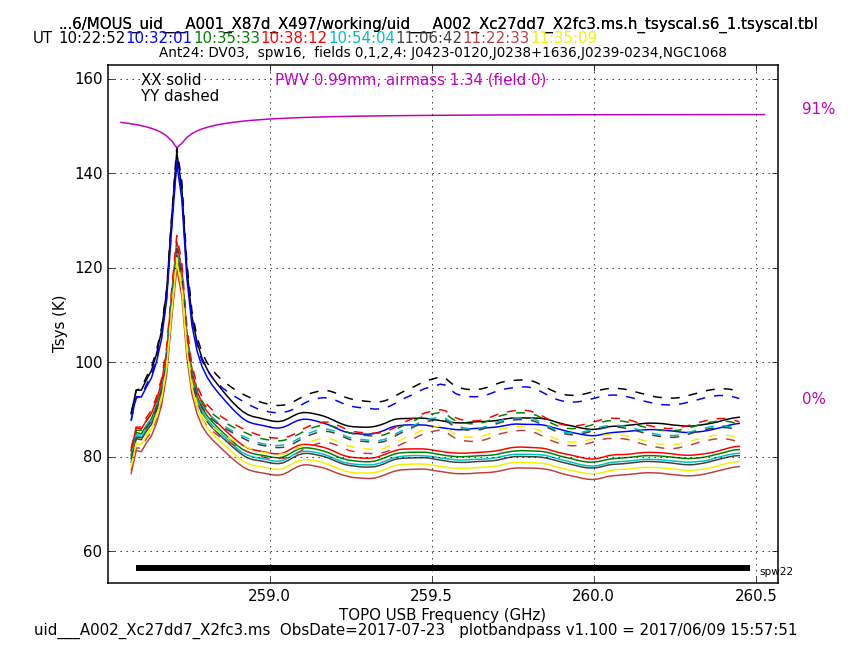 ...6/MOUS_uid___A001_X87d_X497/working/uid___A002_Xc27dd7_X2fc3.ms.h_tsyscal.s6_1.tsyscal.tbl
UT 10:22:52 10:32:01 10:35:33 10:38:12 10:54:04 11:06:42 11:22:33 11:35:09
Ant24: DV03, spw16, fields 0,1,2,4: J0423-0120,J0238+1636,J0239-0234,NGC1068
160
XX solid
PWV 0.99mm, airmass 1.34 (field 0)
YY dashed
91%
140
120
Tsys (K)
100
0%
80
60
spw22
259.0 259.5 260.0 260.5
TOPO USB Frequency (GHz)
uid___A002_Xc27dd7_X2fc3.ms ObsDate=2017-07-23 plotbandpass v1.100 = 2017/06/09 15:57:51